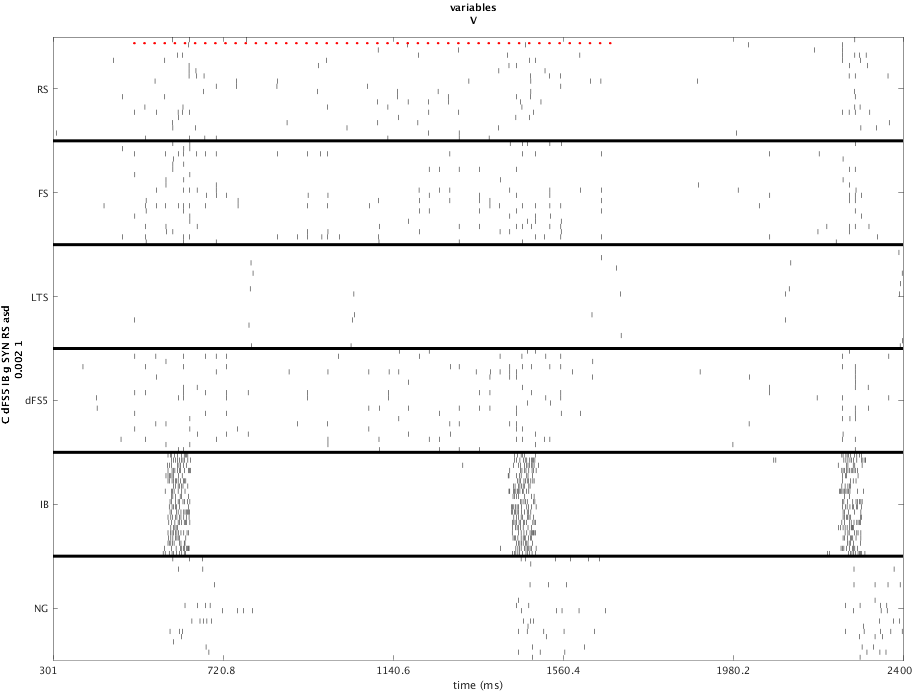 variables
V
RS
FS
LTS
dFS5
IB
NG
C dFS5 IB g SYN RS asd
0.002 1
301
720.8
1140.6
1560.4
1980.2
2400
time (ms)